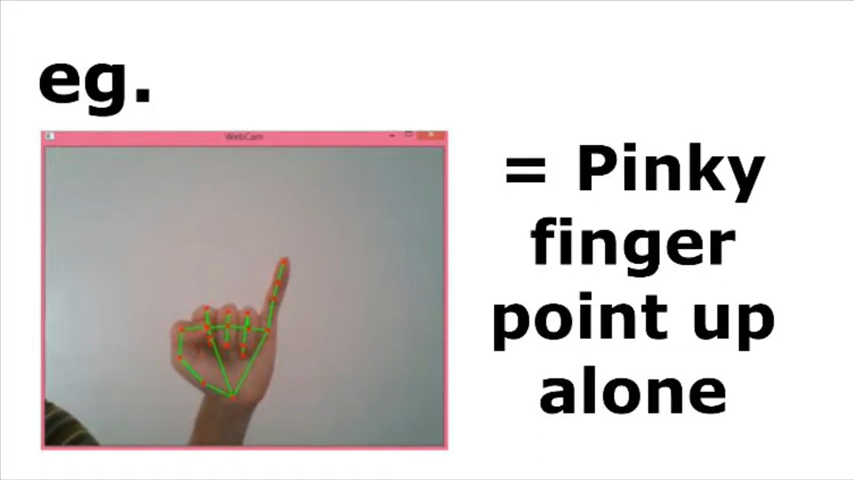 eg.
WebCam
= Pinky
finger
point up
alone